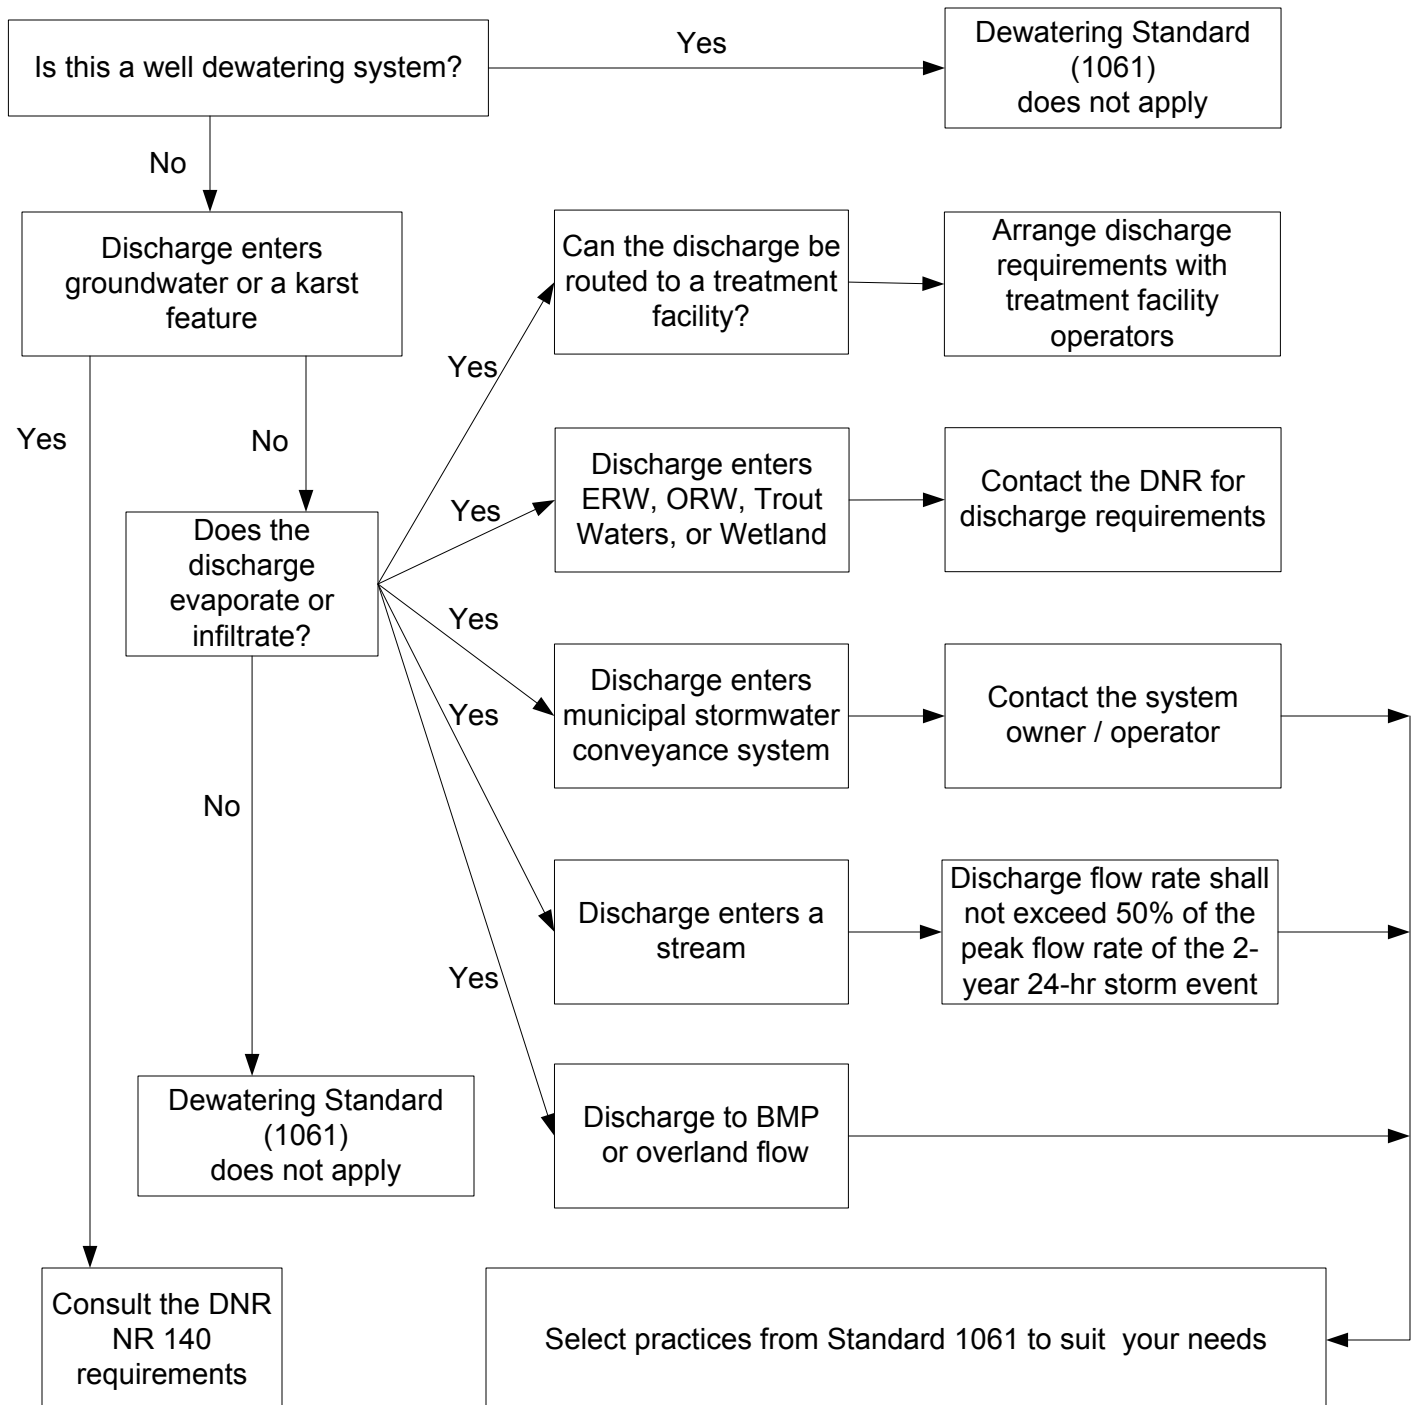 Is this a well dewatering system?
Yes
Dewatering Standard
(1061)
does not apply
No
Discharge enters
groundwater or a karst
feature
Can the discharge be
routed to a treatment
facility?
Arrange discharge
requirements with
treatment facility
operators
Yes
Yes
No
Discharge enters
ERW, ORW, Trout
Waters, or Wetland
Contact the DNR for
discharge requirements
Yes
Does the
discharge
evaporate or
infiltrate?
Yes
Discharge enters
municipal stormwater
conveyance system
Contact the system
owner / operator
Yes
No
Discharge enters a
stream
Discharge flow rate shall
not exceed 50% of the
peak flow rate of the 2-
year 24-hr storm event
Yes
Dewatering Standard
(1061)
does not apply
Discharge to BMP
or overland flow
Consult the DNR
NR 140
requirements
Select practices from Standard 1061 to suit  your needs